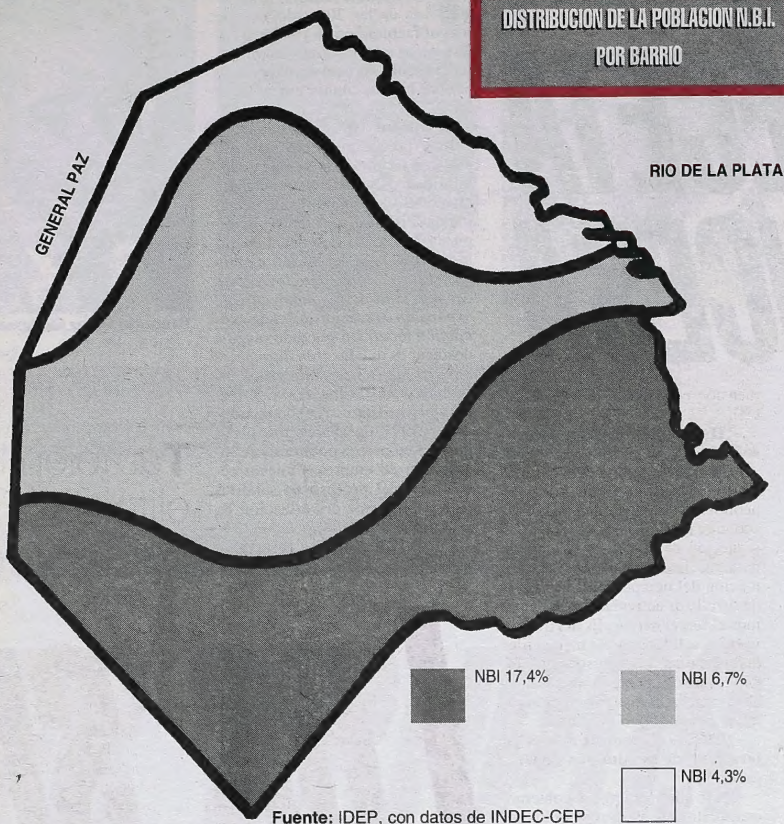 DISTRIBUCION DE LA POBLACION N.B.I.
POR BARRIO
GENERAL PAZ
RIO DE LA PLATA
NBI 17,4%
NBI 6,7%
NBI 4,3%
Fuente: IDEP, con datos de INDEC-CEP